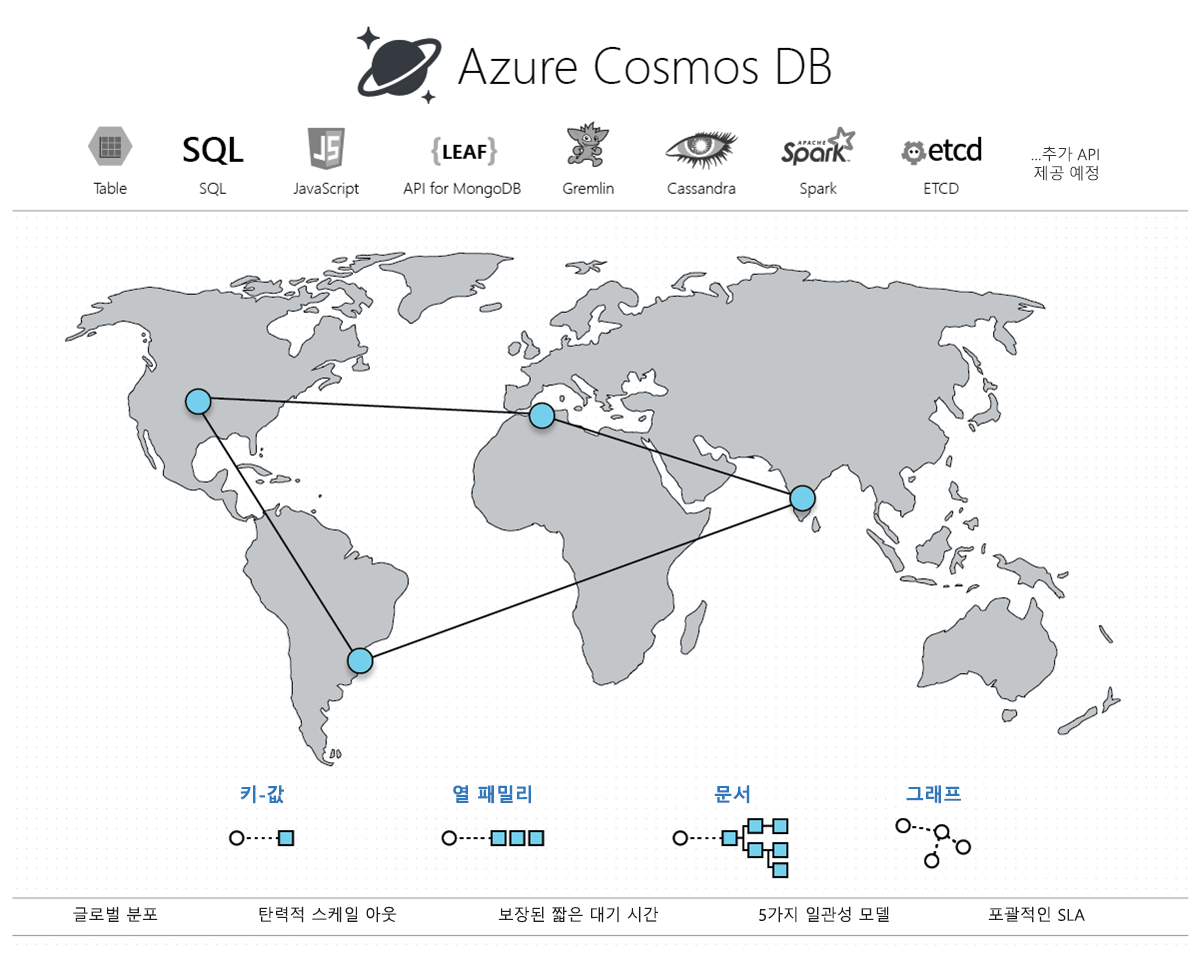 Azure Cosmos DB
SQL
JS
{LEAF}
APACHE
Spark™
etcd
...추가 API
제공 예정
Table
SQL
JavaScript
API for MongoDB
Gremlin
Cassandra
Spark
ETCD
키-값
열 패밀리
문서
그래프
글로벌 분포
탄력적 스케일 아웃
보장된 짧은 대기 시간
5가지 일관성 모델
포괄적인 SLA